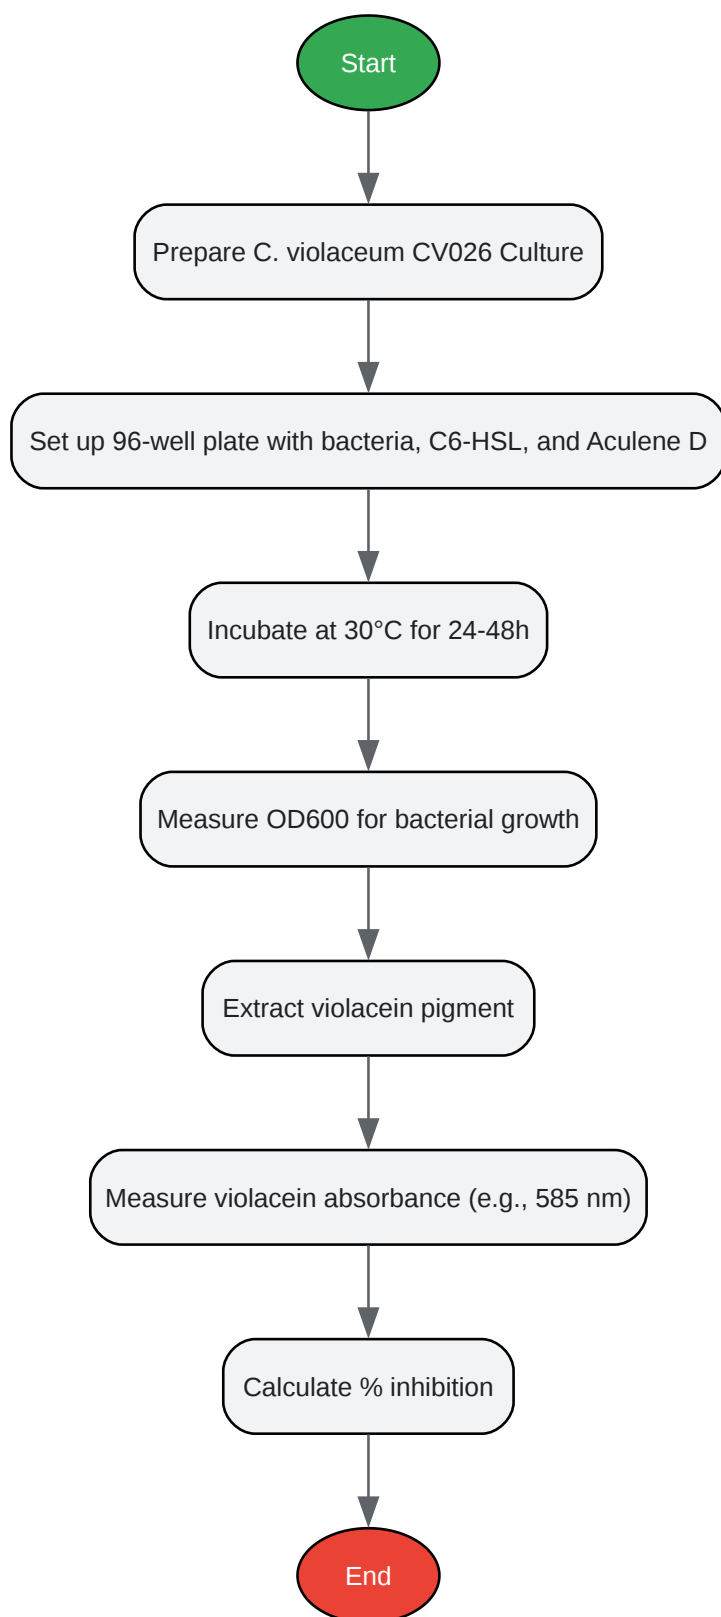 Start
Prepare C. violaceum CV026 Culture
Set up 96-well plate with bacteria, C6-HSL, and Aculene D
Incubate at 30°C for 24-48h
Measure OD600 for bacterial growth
Extract violacein pigment
Measure violacein absorbance (e.g., 585 nm)
Calculate % inhibition
End